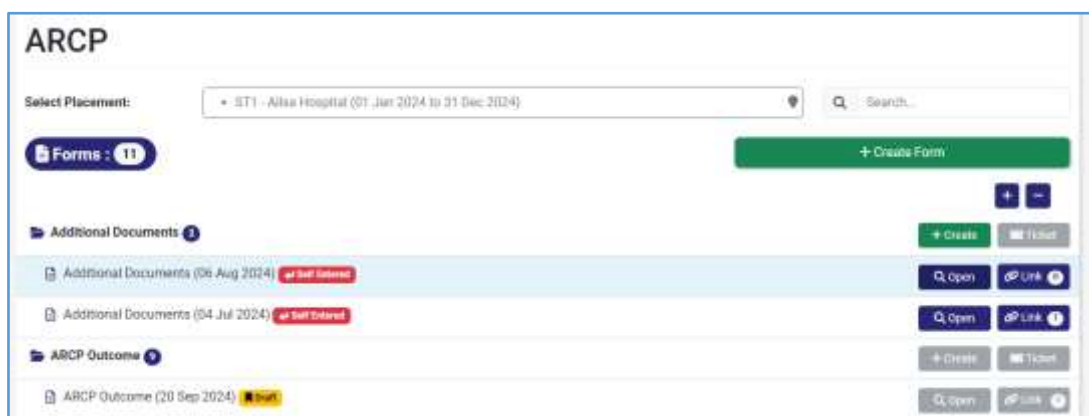 ARCP
Select Placement: ST1 - Ailsa Hospital (01 Jan 2024 to 31 Dec 2024) Search...
Forms : 11 + Create Form
+ −
Additional Documents + Create Ticket
Additional Documents (06 Aug 2024) Self Entered Open Link 0
Additional Documents (04 Jul 2024) Self Entered Open Link 1
ARCP Outcome 9 + Create Ticket
ARCP Outcome (20 Sep 2024) Draft Open Link